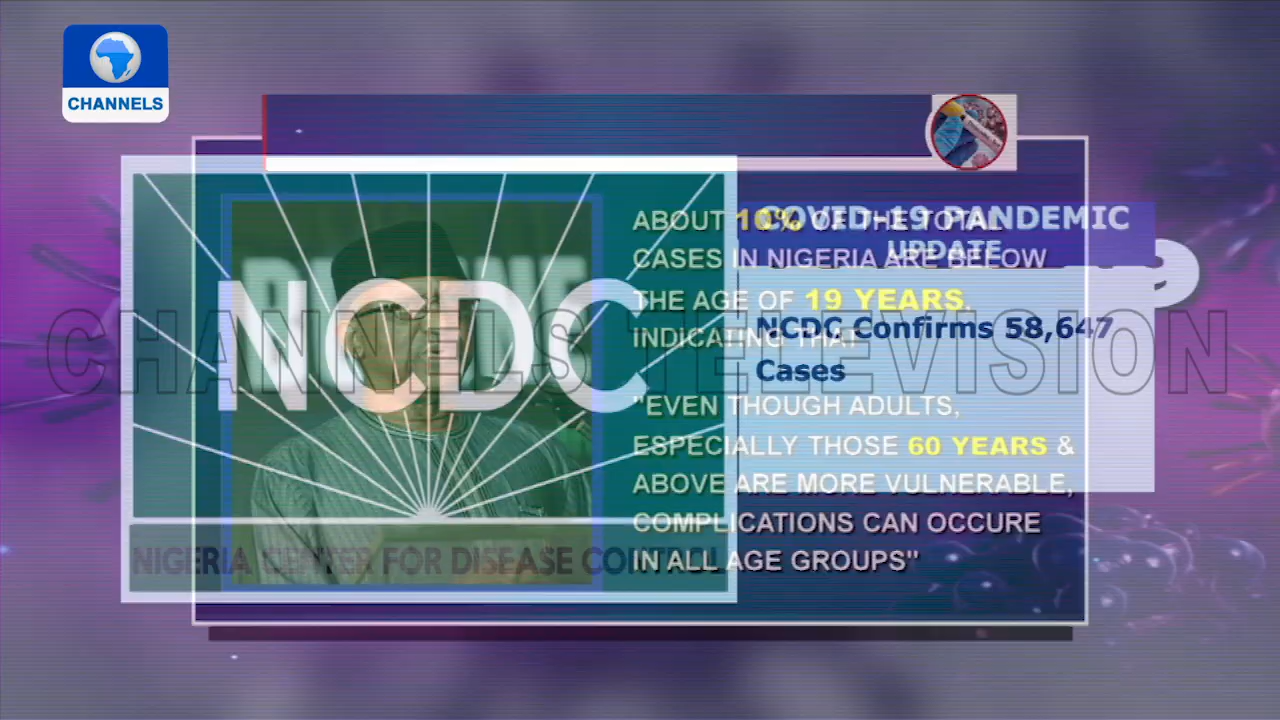 CHANNELS
ABOUT 10% OF THE TOTAL
CASES IN NIGERIA ARE BELOW
THE AGE OF 19 YEARS.
INDICATING THAT
"EVEN THOUGH ADULTS,
ESPECIALLY THOSE 60 YEARS &
ABOVE ARE MORE VULNERABLE,
COMPLICATIONS CAN OCCURE
IN ALL AGE GROUPS"
COVID-19 PANDEMIC
UPDATE
NCDC Confirms 58,647
Cases
NCDC
NIGERIA CENTER FOR DISEASE CONTROL
CHANNELS TELEVISION